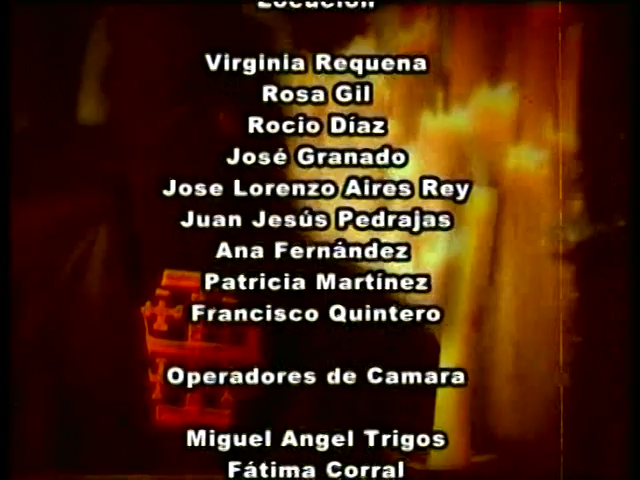 Locución
Virginia Requena
Rosa Gil
Rocio Díaz
José Granado
Jose Lorenzo Aires Rey
Juan Jesús Pedrajas
Ana Fernández
Patricia Martínez
Francisco Quintero
Operadores de Camara
Miguel Angel Trigos
Fátima Corral